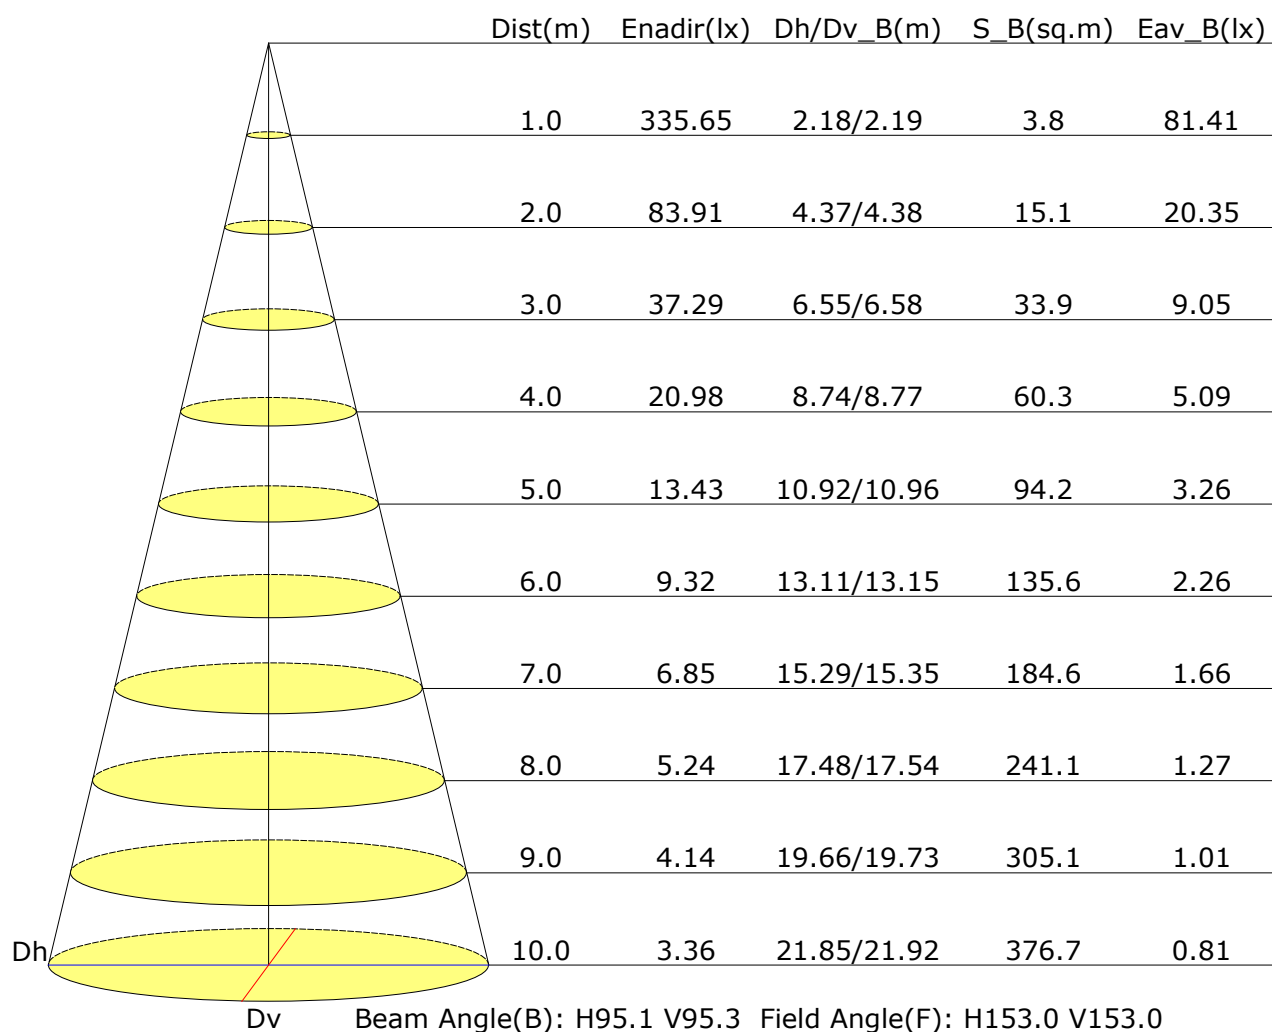 Dist(m) Enadir(lx) Dh/Dv_B(m) S_B(sq.m) Eav_B(lx)
1.0 335.65 2.18/2.19 3.8 81.41
2.0 83.91 4.37/4.38 15.1 20.35
3.0 37.29 6.55/6.58 33.9 9.05
4.0 20.98 8.74/8.77 60.3 5.09
5.0 13.43 10.92/10.96 94.2 3.26
6.0 9.32 13.11/13.15 135.6 2.26
7.0 6.85 15.29/15.35 184.6 1.66
8.0 5.24 17.48/17.54 241.1 1.27
9.0 4.14 19.66/19.73 305.1 1.01
Dh 10.0 3.36 21.85/21.92 376.7 0.81
Dv Beam Angle(B): H95.1 V95.3 Field Angle(F): H153.0 V153.0